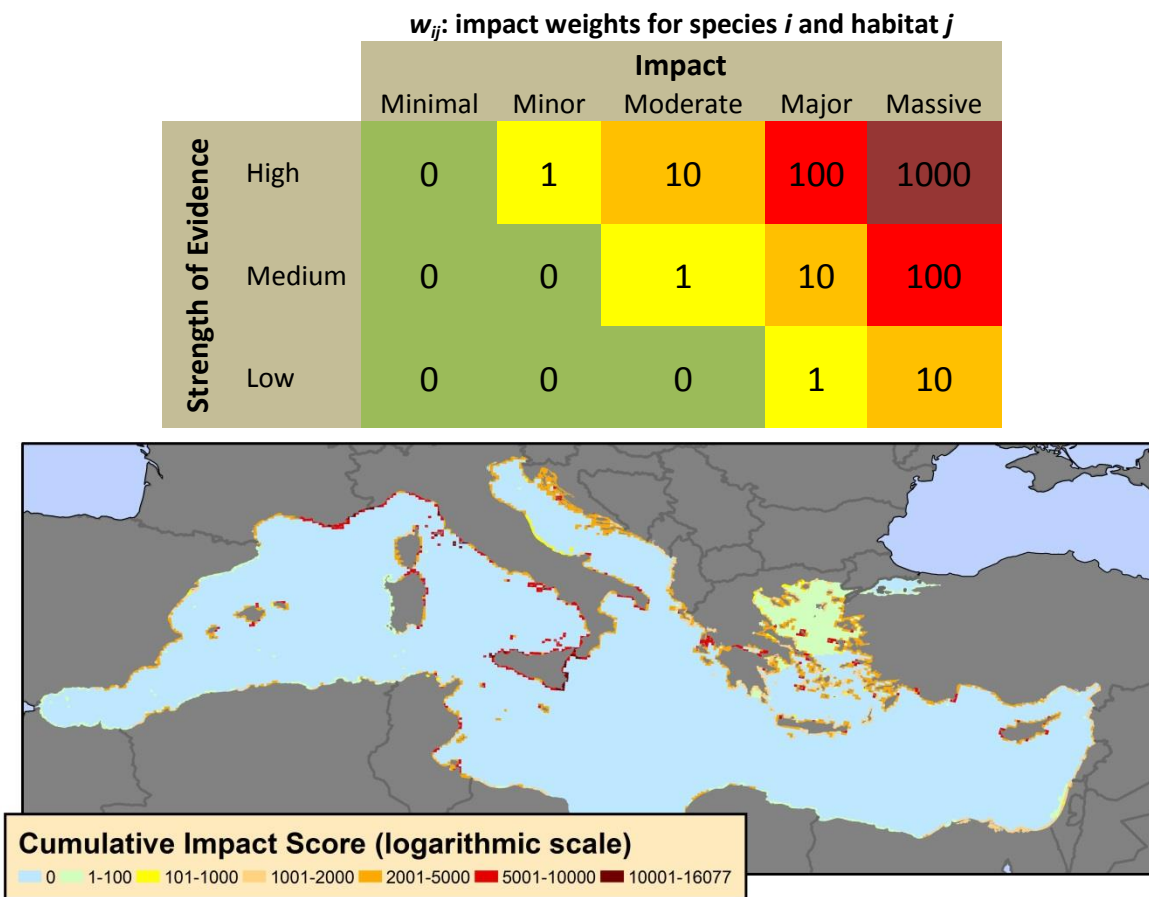 w_ij: impact weights for species i and habitat j
Impact
Minimal Minor Moderate Major Massive
Strength of Evidence
High 0 1 10 100 1000
Medium 0 0 1 10 100
Low 0 0 0 1 10
Cumulative Impact Score (logarithmic scale)
0 1-100 101-1000 1001-2000 2001-5000 5001-10000 10001-16077